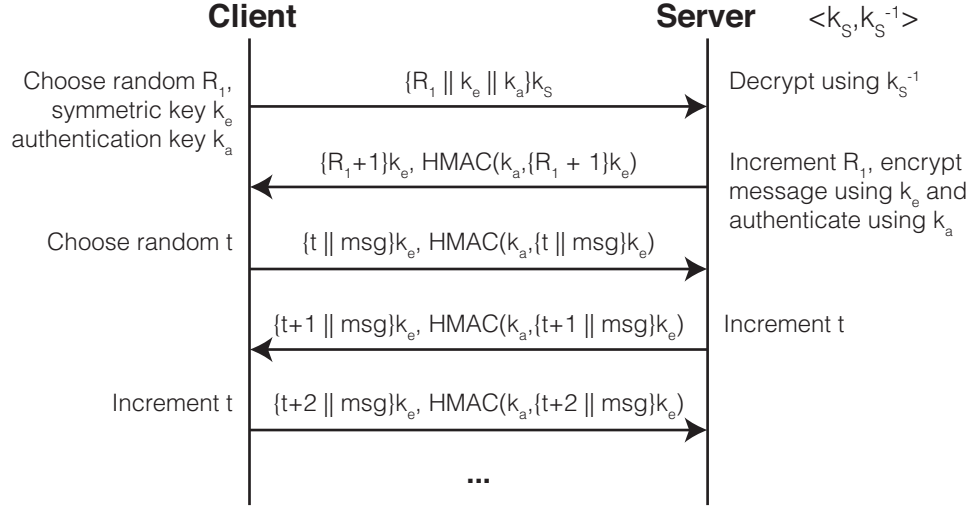 Client
Server
<k_S,k_S^-1>
Choose random R_1,
symmetric key k_e
authentication key k_a
{R_1 || k_e || k_a}k_S
Decrypt using k_S^-1
{R_1+1}k_e, HMAC(k_a,{R_1 + 1}k_e)
Increment R_1, encrypt
message using k_e and
authenticate using k_a
Choose random t
{t || msg}k_e, HMAC(k_a,{t || msg}k_e)
{t+1 || msg}k_e, HMAC(k_a,{t+1 || msg}k_e)
Increment t
Increment t
{t+2 || msg}k_e, HMAC(k_a,{t+2 || msg}k_e)
...